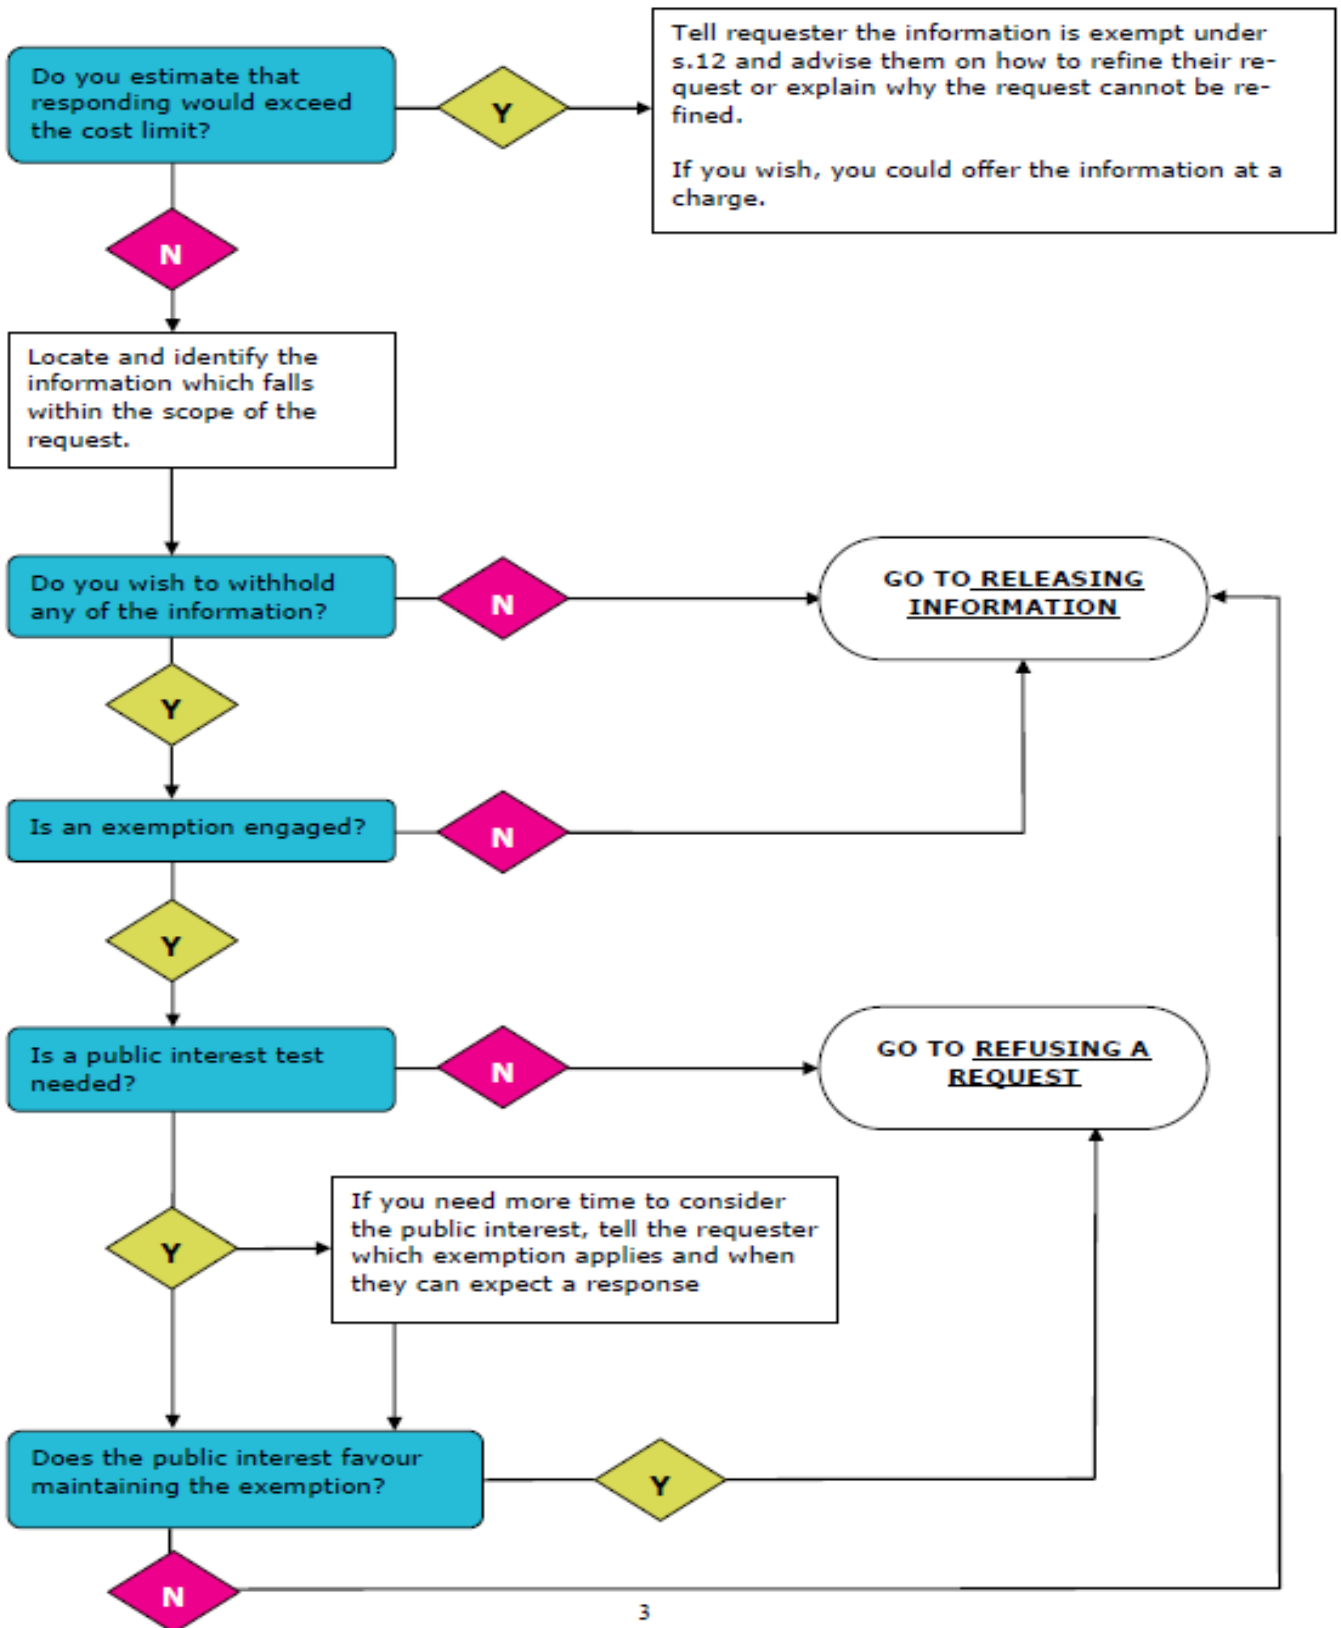 Do you estimate that
responding would exceed
the cost limit?
Y
Tell requester the information is exempt under
s.12 and advise them on how to refine their re-
quest or explain why the request cannot be re-
fined.
If you wish, you could offer the information at a
charge.
N
Locate and identify the
information which falls
within the scope of the
request.
Do you wish to withhold
any of the information?
N
GO TO RELEASING
INFORMATION
Y
Is an exemption engaged?
N
Y
Is a public interest test
needed?
N
GO TO REFUSING A
REQUEST
Y
If you need more time to consider
the public interest, tell the requester
which exemption applies and when
they can expect a response
Does the public interest favour
maintaining the exemption?
Y
N
3